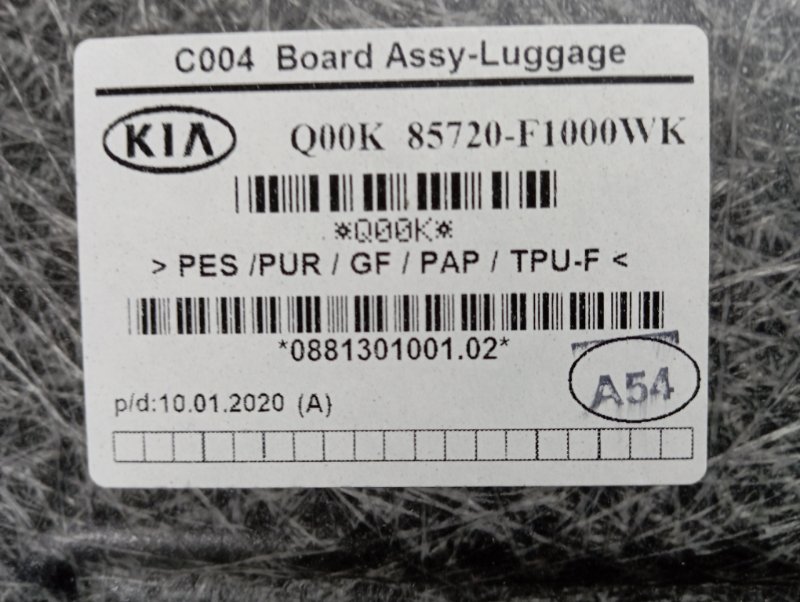 C004 Board Assy-Luggage
KIA Q00K 85720-F1000WK
*Q00K*
> PES /PUR / GF / PAP / TPU-F <
*0881301001.02*
A54
p/d:10.01.2020 (A)